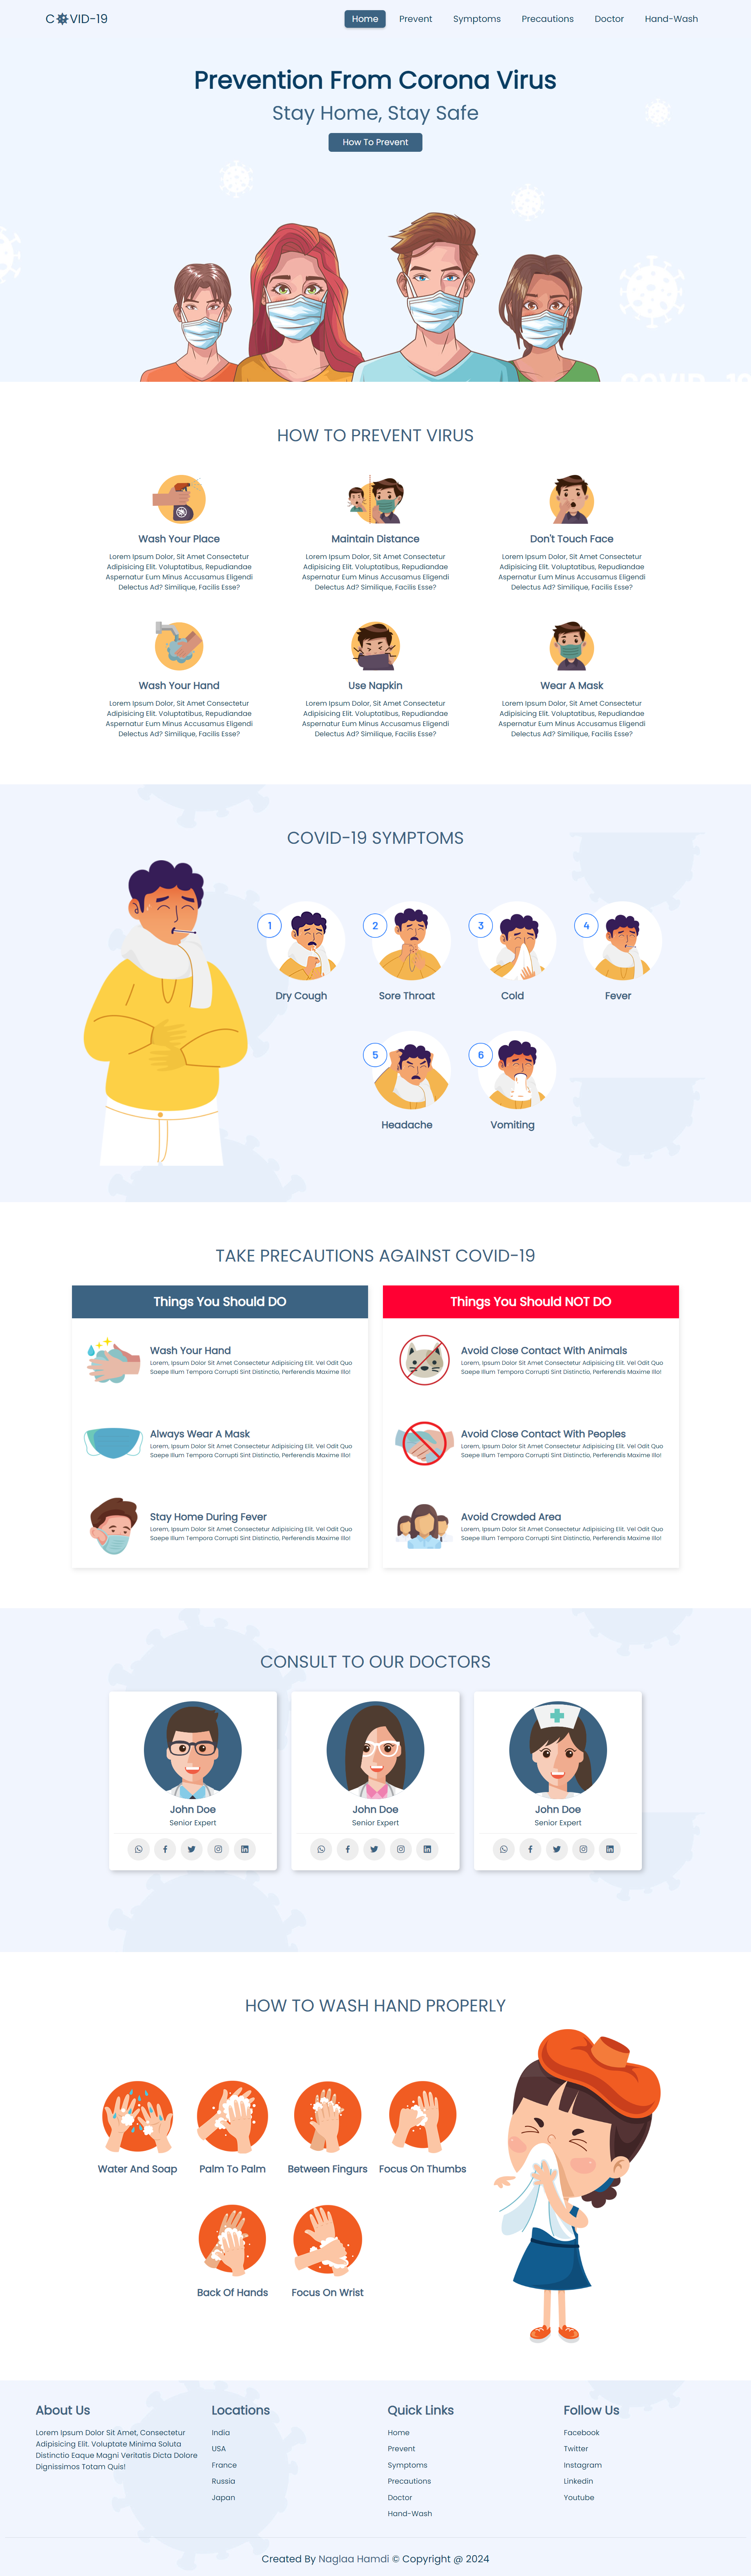 COVID-19
Home Prevent Symptoms Precautions Doctor Hand-Wash
Prevention From Corona Virus
Stay Home, Stay Safe
How To Prevent
COVID-19
HOW TO PREVENT VIRUS
Wash Your Place
Lorem Ipsum Dolor, Sit Amet Consectetur
Adipisicing Elit. Voluptatibus, Repudiandae
Aspernatur Eum Minus Accusamus Eligendi
Delectus Ad? Similique, Facilis Esse?
Maintain Distance
Lorem Ipsum Dolor, Sit Amet Consectetur
Adipisicing Elit. Voluptatibus, Repudiandae
Aspernatur Eum Minus Accusamus Eligendi
Delectus Ad? Similique, Facilis Esse?
Don't Touch Face
Lorem Ipsum Dolor, Sit Amet Consectetur
Adipisicing Elit. Voluptatibus, Repudiandae
Aspernatur Eum Minus Accusamus Eligendi
Delectus Ad? Similique, Facilis Esse?
Wash Your Hand
Lorem Ipsum Dolor, Sit Amet Consectetur
Adipisicing Elit. Voluptatibus, Repudiandae
Aspernatur Eum Minus Accusamus Eligendi
Delectus Ad? Similique, Facilis Esse?
Use Napkin
Lorem Ipsum Dolor, Sit Amet Consectetur
Adipisicing Elit. Voluptatibus, Repudiandae
Aspernatur Eum Minus Accusamus Eligendi
Delectus Ad? Similique, Facilis Esse?
Wear A Mask
Lorem Ipsum Dolor, Sit Amet Consectetur
Adipisicing Elit. Voluptatibus, Repudiandae
Aspernatur Eum Minus Accusamus Eligendi
Delectus Ad? Similique, Facilis Esse?
COVID-19 SYMPTOMS
1
Dry Cough
2
Sore Throat
3
Cold
4
Fever
5
Headache
6
Vomiting
TAKE PRECAUTIONS AGAINST COVID-19
Things You Should DO
Wash Your Hand
Lorem, Ipsum Dolor Sit Amet Consectetur Adipisicing Elit. Vel Odit Quo
Saepe Illum Tempora Corrupti Sint Distinctio, Perferendis Maxime Illo!
Always Wear A Mask
Lorem, Ipsum Dolor Sit Amet Consectetur Adipisicing Elit. Vel Odit Quo
Saepe Illum Tempora Corrupti Sint Distinctio, Perferendis Maxime Illo!
Stay Home During Fever
Lorem, Ipsum Dolor Sit Amet Consectetur Adipisicing Elit. Vel Odit Quo
Saepe Illum Tempora Corrupti Sint Distinctio, Perferendis Maxime Illo!
Things You Should NOT DO
Avoid Close Contact With Animals
Lorem, Ipsum Dolor Sit Amet Consectetur Adipisicing Elit. Vel Odit Quo
Saepe Illum Tempora Corrupti Sint Distinctio, Perferendis Maxime Illo!
Avoid Close Contact With Peoples
Lorem, Ipsum Dolor Sit Amet Consectetur Adipisicing Elit. Vel Odit Quo
Saepe Illum Tempora Corrupti Sint Distinctio, Perferendis Maxime Illo!
Avoid Crowded Area
Lorem, Ipsum Dolor Sit Amet Consectetur Adipisicing Elit. Vel Odit Quo
Saepe Illum Tempora Corrupti Sint Distinctio, Perferendis Maxime Illo!
CONSULT TO OUR DOCTORS
John Doe
Senior Expert
John Doe
Senior Expert
John Doe
Senior Expert
HOW TO WASH HAND PROPERLY
Water And Soap
Palm To Palm
Between Fingurs
Focus On Thumbs
Back Of Hands
Focus On Wrist
About Us
Lorem Ipsum Dolor Sit Amet, Consectetur
Adipisicing Elit. Voluptate Minima Soluta
Distinctio Eaque Magni Veritatis Dicta Dolore
Dignissimos Totam Quis!
Locations
India
USA
France
Russia
Japan
Quick Links
Home
Prevent
Symptoms
Precautions
Doctor
Hand-Wash
Follow Us
Facebook
Twitter
Instagram
Linkedin
Youtube
Created By Naglaa Hamdi © Copyright @ 2024